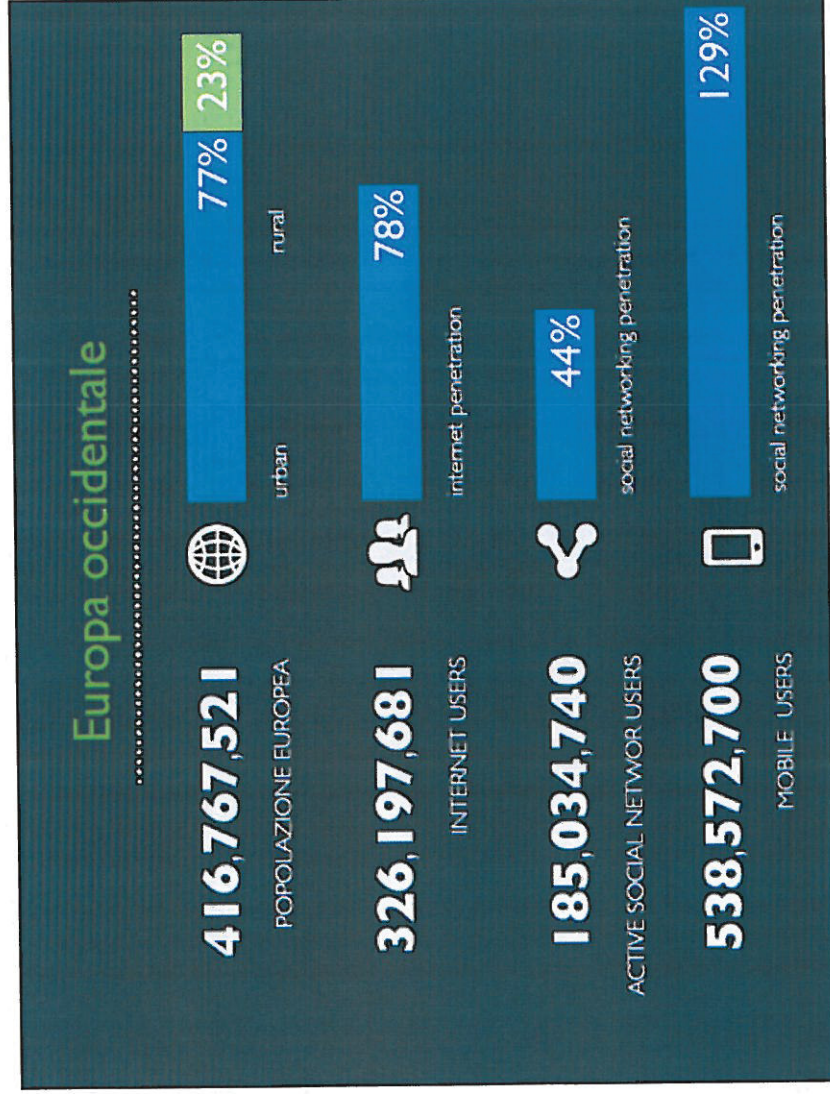 Europa occidentale
416,767,521
77% 23%
POPOLAZIONE EUROPEA
urban rural
326,197,681
78%
INTERNET USERS
internet penetration
185,034,740
44%
ACTIVE SOCIAL NETWOR USERS
social networking penetration
538,572,700
129%
MOBILE USERS
social networking penetration